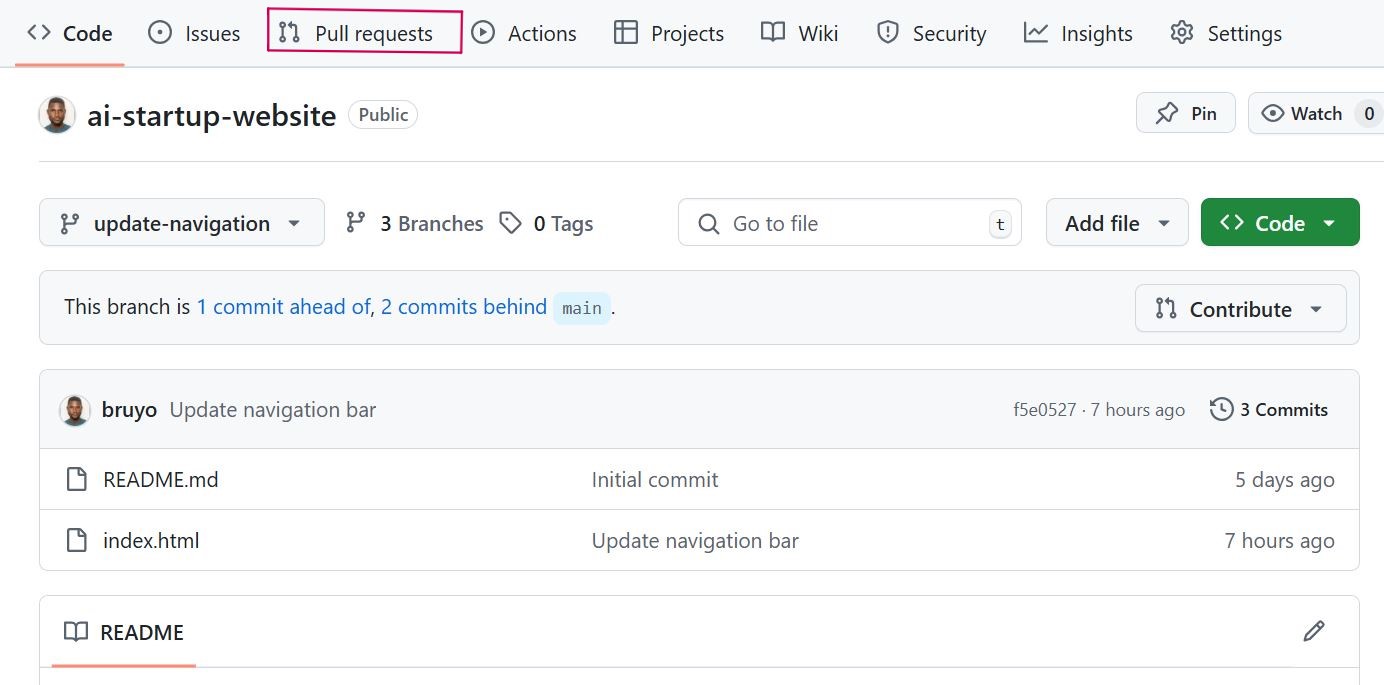 Code Issues Pull requests Actions Projects Wiki Security Insights Settings
ai-startup-website Public Pin Watch 0
update-navigation 3 Branches 0 Tags Go to file t Add file Code
This branch is 1 commit ahead of, 2 commits behind main . Contribute
bruyo Update navigation bar f5e0527 · 7 hours ago 3 Commits
README.md Initial commit 5 days ago
index.html Update navigation bar 7 hours ago
README